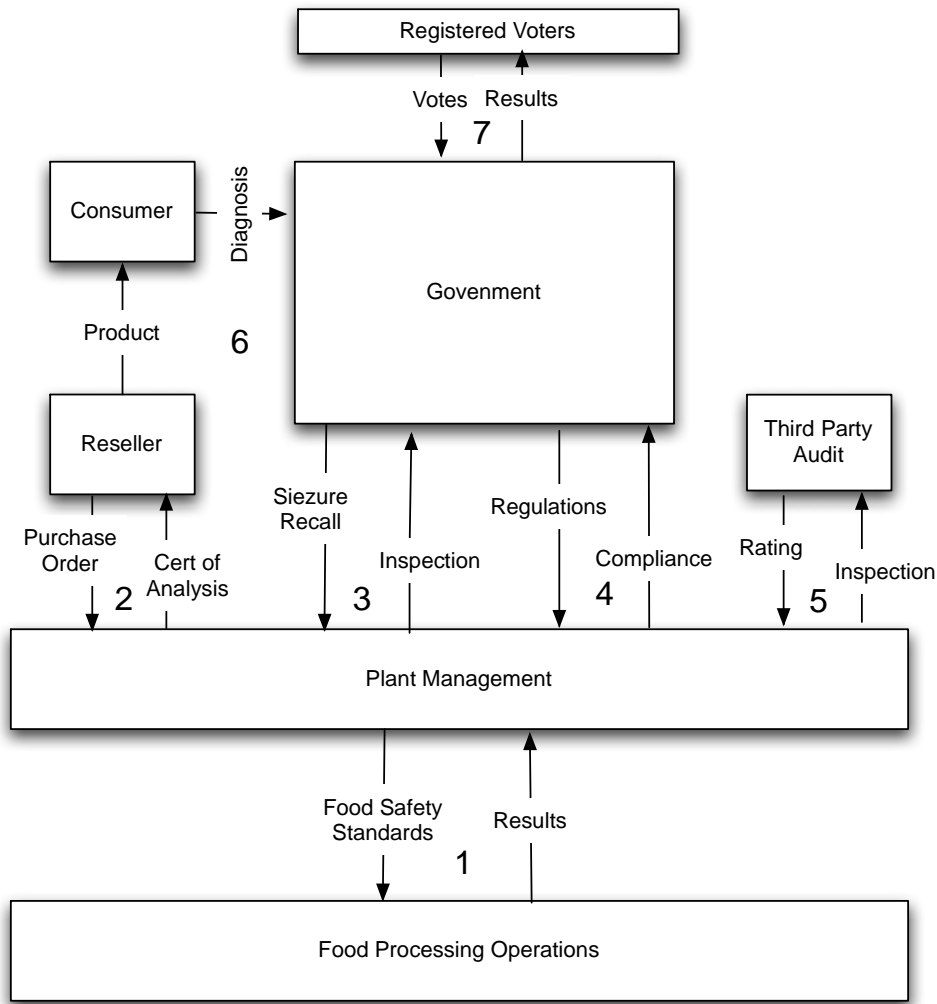 Registered Voters
Votes Results
7
Consumer
Diagnosis
Govenment
Product
6
Reseller
Third Party
Audit
Siezure
Recall
Regulations
Purchase
Order
Cert of
Analysis
Inspection
Compliance
Rating
Inspection
2
3
4
5
Plant Management
Food Safety
Standards
Results
1
Food Processing Operations